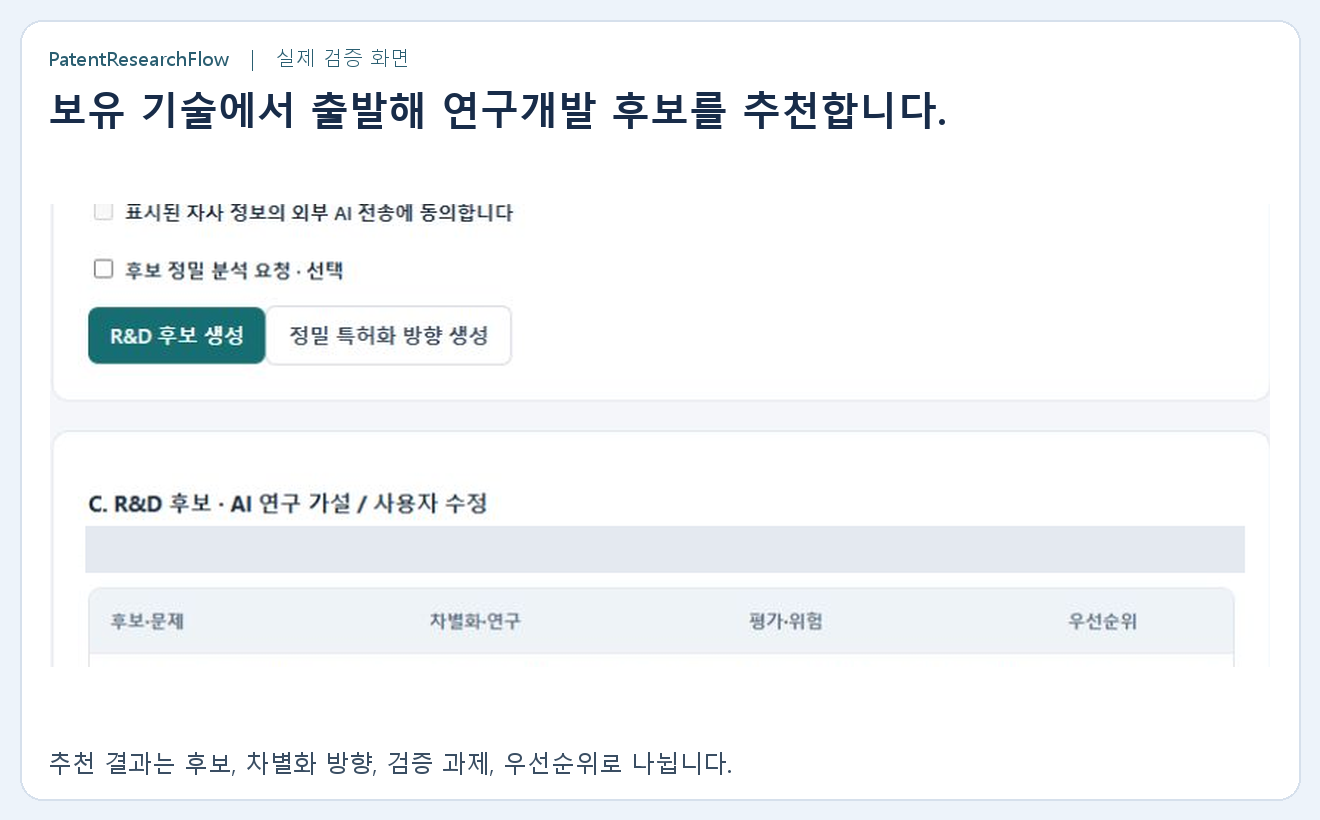 PatentResearchFlow | 실제 검증 화면
보유 기술에서 출발해 연구개발 후보를 추천합니다.
표시된 자사 정보의 외부 AI 전송에 동의합니다
후보 정밀 분석 요청 · 선택
R&D 후보 생성 정밀 특허화 방향 생성
C. R&D 후보 · AI 연구 가설 / 사용자 수정
후보·문제 차별화·연구 평가·위험 우선순위
추천 결과는 후보, 차별화 방향, 검증 과제, 우선순위로 나뉩니다.